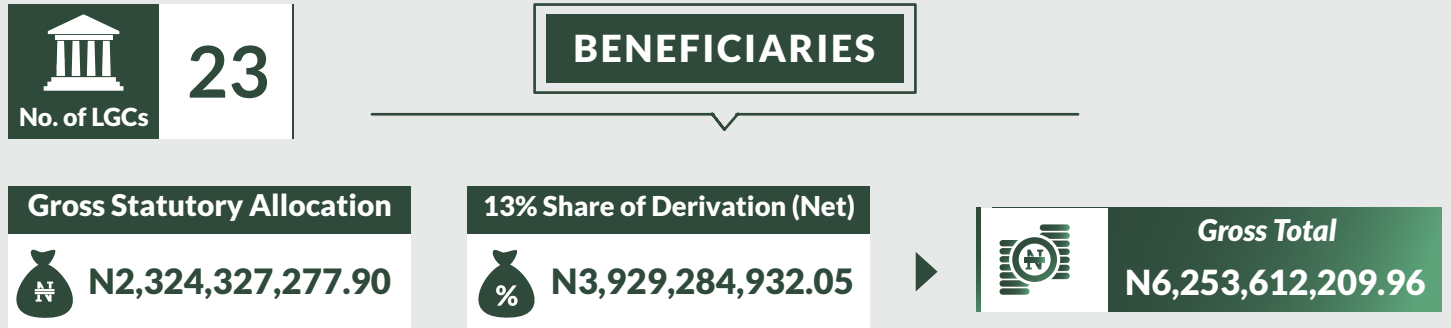 23
No. of LGCs
BENEFICIARIES
Gross Statutory Allocation
N2,324,327,277.90
13% Share of Derivation (Net)
%
N3,929,284,932.05
Gross Total
N6,253,612,209.96